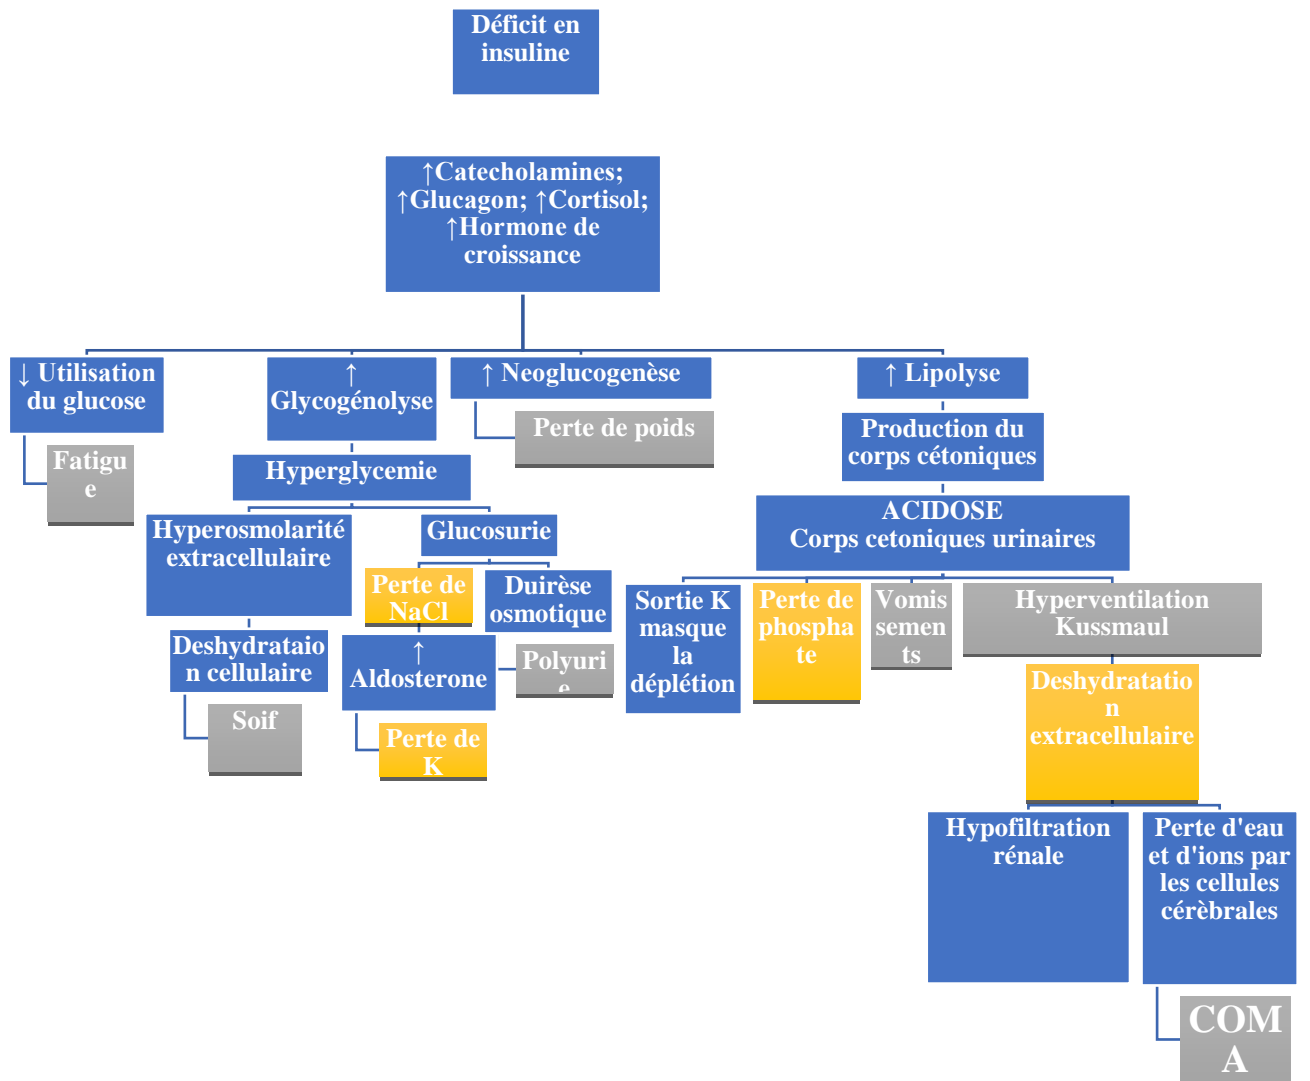 Déficit en
insuline
↑Catecholamines;
↑Glucagon; ↑Cortisol;
↑Hormone de
croissance
↓ Utilisation
du glucose
Fatigu
e
↑
Glycogénolyse
↑ Neoglucogenèse
Perte de poids
↑ Lipolyse
Production du
corps cétoniques
Hyperglycemie
ACIDOSE
Corps cetoniques urinaires
Hyperosmolarité
extracellulaire
Glucosurie
Perte de
NaCl
Duirèse
osmotique
Sortie K
masque
la
déplétion
Perte de
phospha
te
Vomis
semen
ts
Hyperventilation
Kussmaul
Deshydrataio
n cellulaire
↑
Aldosterone
Polyuri
e
Soif
Perte de
K
Deshydratatio
n
extracellulaire
Hypofiltration
rénale
Perte d'eau
et d'ions par
les cellules
cérèbrales
COM
A